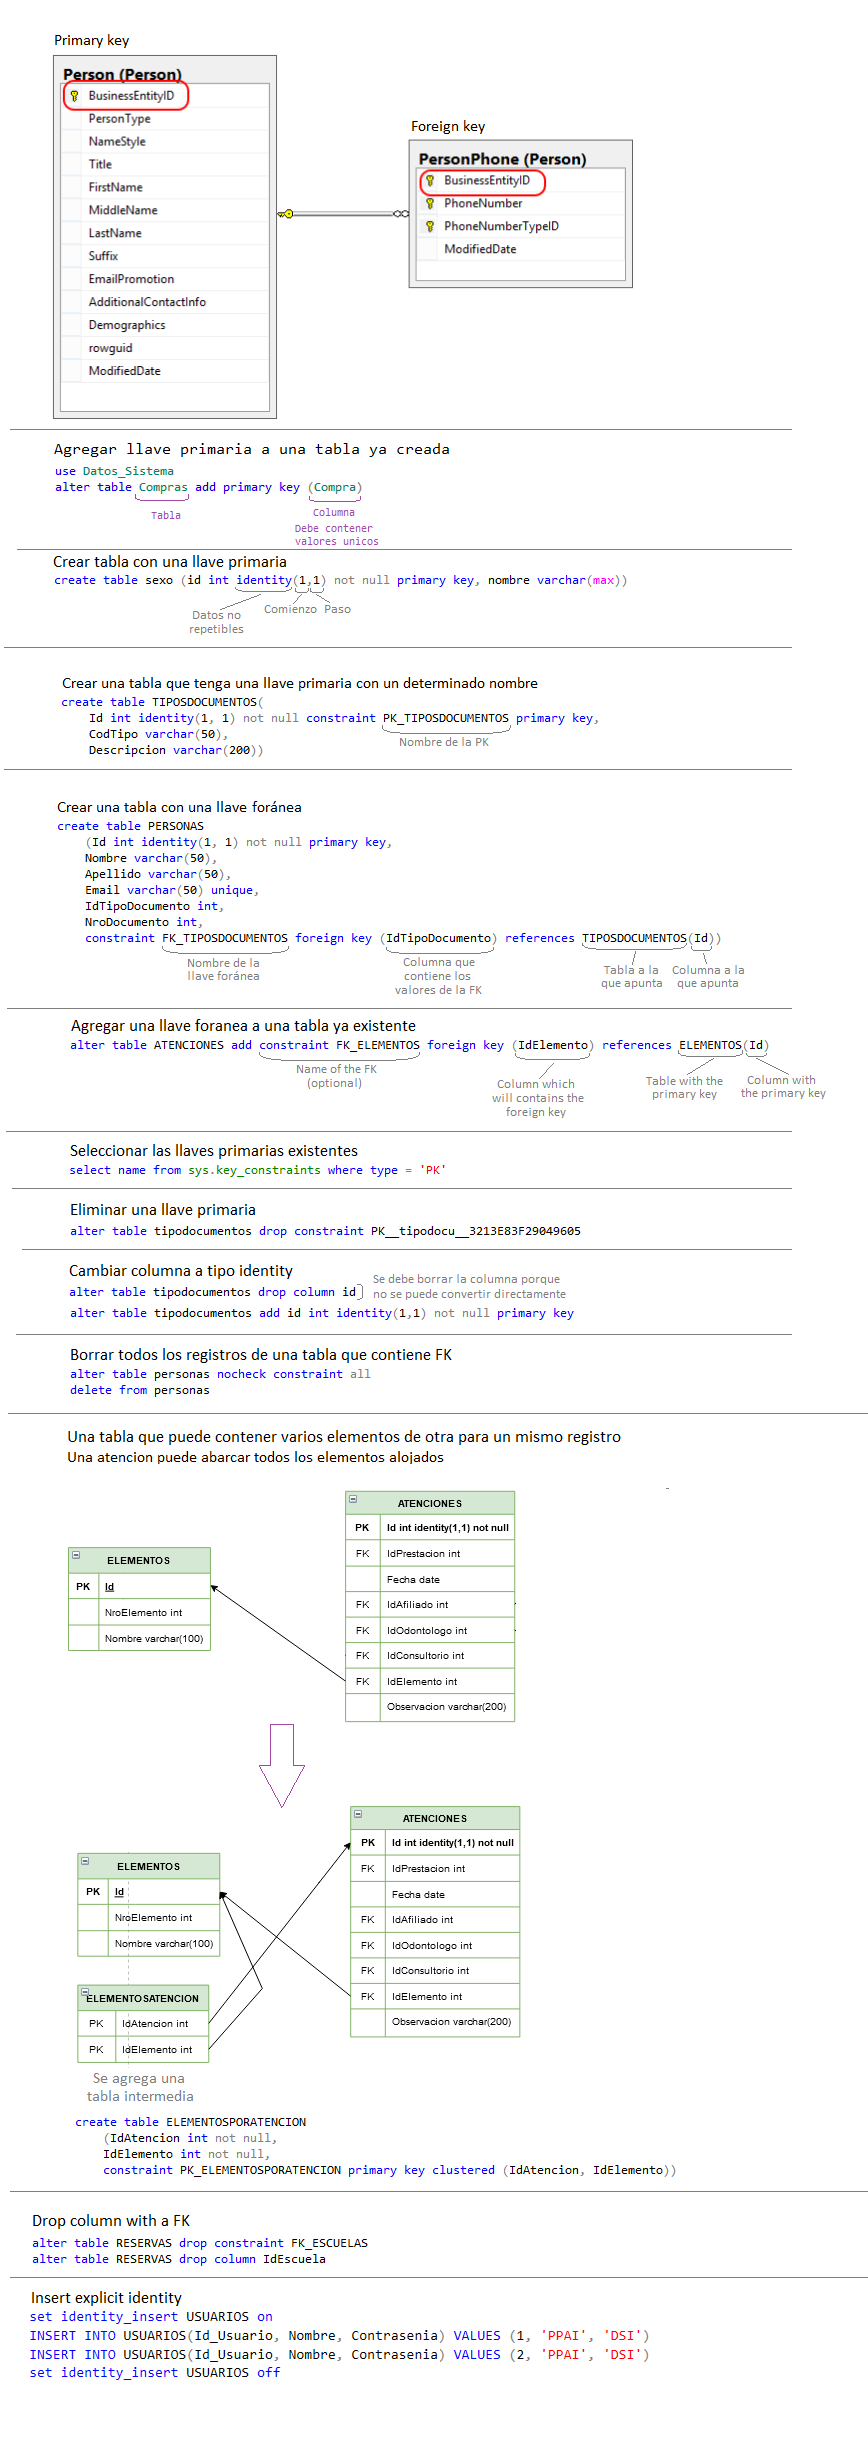 Primary key
Person (Person)
BusinessEntityID
PersonType
NameStyle
Title
FirstName
MiddleName
LastName
Suffix
EmailPromotion
AdditionalContactInfo
Demographics
rowguid
ModifiedDate
Foreign key
PersonPhone (Person)
BusinessEntityID
PhoneNumber
PhoneNumberTypeID
ModifiedDate
Agregar llave primaria a una tabla ya creada
use Datos_Sistema
alter table Compras add primary key (Compra)
Tabla
Columna
Debe contener
valores unicos
Crear tabla con una llave primaria
create table sexo (id int identity(1,1) not null primary key, nombre varchar(max))
Datos no
repetibles
Comienzo
Paso
Crear una tabla que tenga una llave primaria con un determinado nombre
create table TIPOSDOCUMENTOS(
Id int identity(1, 1) not null constraint PK_TIPOSDOCUMENTOS primary key,
CodTipo varchar(50),
Descripcion varchar(200))
Nombre de la PK
Crear una tabla con una llave foránea
create table PERSONAS
(Id int identity(1, 1) not null primary key,
Nombre varchar(50),
Apellido varchar(50),
Email varchar(50) unique,
IdTipoDocumento int,
NroDocumento int,
constraint FK_TIPOSDOCUMENTOS foreign key (IdTipoDocumento) references TIPOSDOCUMENTOS(Id))
Nombre de la
llave foránea
Columna que
contiene los
valores de la FK
Tabla a la
que apunta
Columna a la
que apunta
Agregar una llave foranea a una tabla ya existente
alter table ATENCIONES add constraint FK_ELEMENTOS foreign key (IdElemento) references ELEMENTOS(Id)
Name of the FK
(optional)
Column which
will contains the
foreign key
Table with the
primary key
Column with
the primary key
Seleccionar las llaves primarias existentes
select name from sys.key_constraints where type = 'PK'
Eliminar una llave primaria
alter table tipodocumentos drop constraint PK__tipodocu__3213E83F29049605
Cambiar columna a tipo identity
alter table tipodocumentos drop column id
Se debe borrar la columna porque
no se puede convertir directamente
alter table tipodocumentos add id int identity(1,1) not null primary key
Borrar todos los registros de una tabla que contiene FK
alter table personas nocheck constraint all
delete from personas
Una tabla que puede contener varios elementos de otra para un mismo registro
Una atencion puede abarcar todos los elementos alojados
ELEMENTOS
PK Id
NroElemento int
Nombre varchar(100)
ATENCIONES
PK Id int identity(1,1) not null
FK IdPrestacion int
Fecha date
FK IdAfiliado int
FK IdOdontologo int
FK IdConsultorio int
FK IdElemento int
Observacion varchar(200)
ELEMENTOS
PK Id
NroElemento int
Nombre varchar(100)
ATENCIONES
PK Id int identity(1,1) not null
FK IdPrestacion int
Fecha date
FK IdAfiliado int
FK IdOdontologo int
FK IdConsultorio int
FK IdElemento int
Observacion varchar(200)
ELEMENTOSATENCION
PK IdAtencion int
PK IdElemento int
Se agrega una
tabla intermedia
create table ELEMENTOSPORATENCION
(IdAtencion int not null,
IdElemento int not null,
constraint PK_ELEMENTOSPORATENCION primary key clustered (IdAtencion, IdElemento))
Drop column with a FK
alter table RESERVAS drop constraint FK_ESCUELAS
alter table RESERVAS drop column IdEscuela
Insert explicit identity
set identity_insert USUARIOS on
INSERT INTO USUARIOS(Id_Usuario, Nombre, Contrasenia) VALUES (1, 'PPAI', 'DSI')
INSERT INTO USUARIOS(Id_Usuario, Nombre, Contrasenia) VALUES (2, 'PPAI', 'DSI')
set identity_insert USUARIOS off